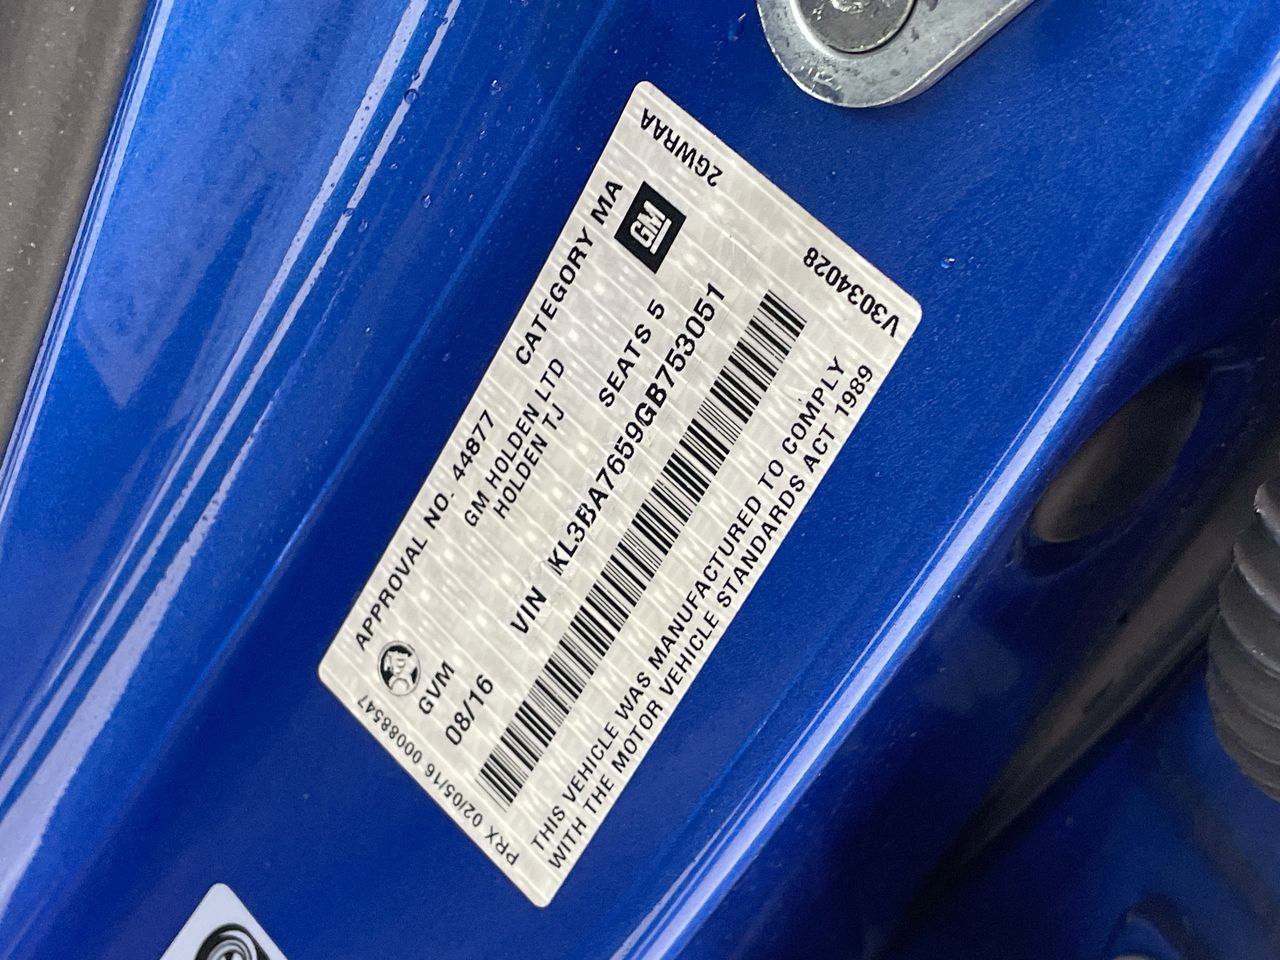 APPROVAL NO. 44877 CATEGORY MA
GM HOLDEN LTD
HOLDEN TJ
GM
GVM SEATS 5
08/16 VIN KL3BA7659GB753051
THIS VEHICLE WAS MANUFACTURED TO COMPLY
WITH THE MOTOR VEHICLE STANDARDS ACT 1989
PRX 02/05/16 00088547
2GWRAA
V3034028